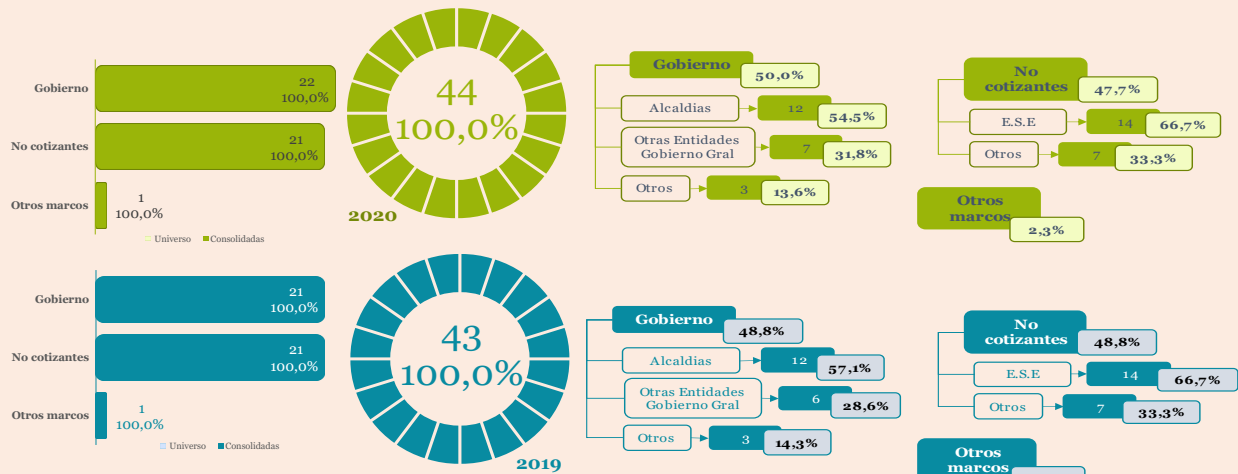 Gobierno
22
100,0%
No cotizantes
21
100,0%
Otros marcos
1
100,0%
Universo Consolidadas
44
100,0%
2020
Gobierno
50,0%
Alcaldias
12
54,5%
Otras Entidades
Gobierno Gral
7
31,8%
Otros
3
13,6%
No
cotizantes
47,7%
E.S.E
14
66,7%
Otros
7
33,3%
Otros
marcos
2,3%
Gobierno
21
100,0%
No cotizantes
21
100,0%
Otros marcos
1
100,0%
Universo Consolidadas
43
100,0%
2019
Gobierno
48,8%
Alcaldias
12
57,1%
Otras Entidades
Gobierno Gral
6
28,6%
Otros
3
14,3%
No
cotizantes
48,8%
E.S.E
14
66,7%
Otros
7
33,3%
Otros
marcos